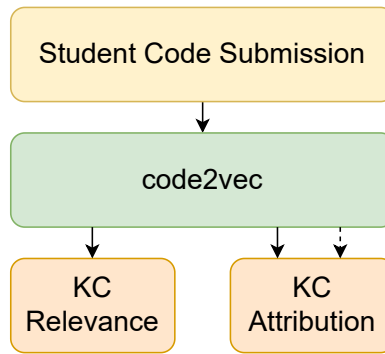 Student Code Submission
code2vec
KC
Relevance
KC
Attribution